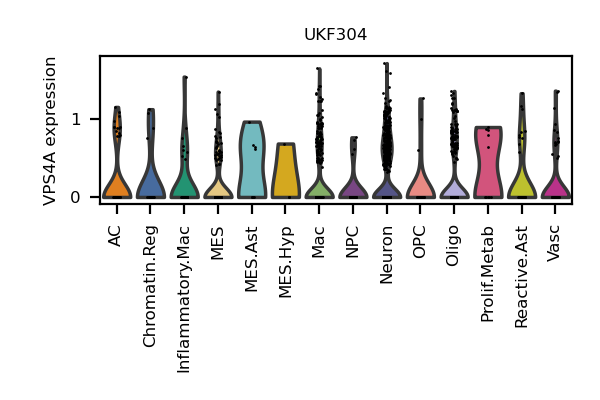 UKF304
VPS4A expression
1
0
AC
Chromatin.Reg
Inflammatory.Mac
MES
MES.Ast
MES.Hyp
Mac
NPC
Neuron
OPC
Oligo
Prolif.Metab
Reactive.Ast
Vasc